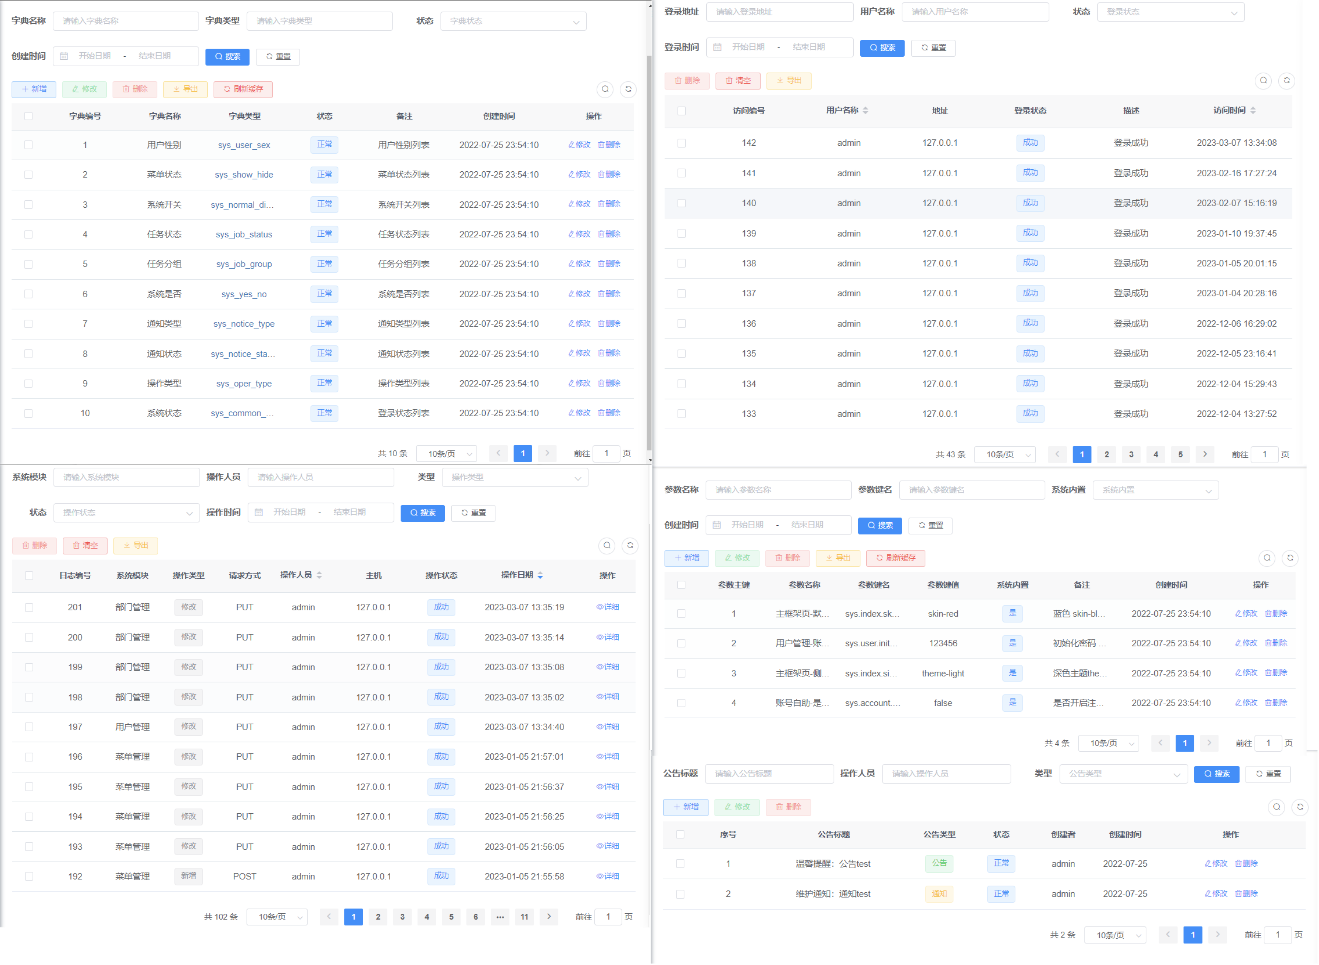 字典名称 请输入字典名称 字典类型 请输入字典类型 状态 字典状态
创建时间 开始日期 - 结束日期 搜索 重置
新增 修改 删除 导出 刷新缓存
字典编号 字典名称 字典类型 状态 备注 创建时间 操作
1 用户性别 sys_user_sex 正常 用户性别列表 2022-07-25 23:54:10 修改 删除
2 菜单状态 sys_show_hide 正常 菜单状态列表 2022-07-25 23:54:10 修改 删除
3 系统开关 sys_normal_di... 正常 系统开关列表 2022-07-25 23:54:10 修改 删除
4 任务状态 sys_job_status 正常 任务状态列表 2022-07-25 23:54:10 修改 删除
5 任务分组 sys_job_group 正常 任务分组列表 2022-07-25 23:54:10 修改 删除
6 系统是否 sys_yes_no 正常 系统是否列表 2022-07-25 23:54:10 修改 删除
7 通知类型 sys_notice_type 正常 通知类型列表 2022-07-25 23:54:10 修改 删除
8 通知状态 sys_notice_sta... 正常 通知状态列表 2022-07-25 23:54:10 修改 删除
9 操作类型 sys_oper_type 正常 操作类型列表 2022-07-25 23:54:10 修改 删除
10 系统状态 sys_common_... 正常 登录状态列表 2022-07-25 23:54:10 修改 删除
共 10 条 10条/页 1 前往 1 页
登录地址 请输入登录地址 用户名称 请输入用户名称 状态 登录状态
登录时间 开始日期 - 结束日期 搜索 重置
删除 清空 导出
访问编号 用户名称 地址 登录状态 描述 访问时间
142 admin 127.0.0.1 成功 登录成功 2023-03-07 13:34:08
141 admin 127.0.0.1 成功 登录成功 2023-02-16 17:27:24
140 admin 127.0.0.1 成功 登录成功 2023-02-07 15:16:19
139 admin 127.0.0.1 成功 登录成功 2023-01-10 19:37:45
138 admin 127.0.0.1 成功 登录成功 2023-01-05 20:01:15
137 admin 127.0.0.1 成功 登录成功 2023-01-04 20:28:16
136 admin 127.0.0.1 成功 登录成功 2022-12-06 16:29:02
135 admin 127.0.0.1 成功 登录成功 2022-12-05 23:16:41
134 admin 127.0.0.1 成功 登录成功 2022-12-04 15:29:43
133 admin 127.0.0.1 成功 登录成功 2022-12-04 13:27:52
共 43 条 10条/页 1 2 3 4 5 前往 1 页
系统模块 请输入系统模块 操作人员 请输入操作人员 类型 操作类型
状态 操作状态 操作时间 开始日期 - 结束日期 搜索 重置
删除 清空 导出
日志编号 系统模块 操作类型 请求方式 操作人员 主机 操作状态 操作日期 操作
201 部门管理 修改 PUT admin 127.0.0.1 成功 2023-03-07 13:35:19 详细
200 部门管理 修改 PUT admin 127.0.0.1 成功 2023-03-07 13:35:14 详细
199 部门管理 修改 PUT admin 127.0.0.1 成功 2023-03-07 13:35:08 详细
198 部门管理 修改 PUT admin 127.0.0.1 成功 2023-03-07 13:35:02 详细
197 用户管理 修改 PUT admin 127.0.0.1 成功 2023-03-07 13:34:40 详细
196 菜单管理 修改 PUT admin 127.0.0.1 成功 2023-01-05 21:57:01 详细
195 菜单管理 修改 PUT admin 127.0.0.1 成功 2023-01-05 21:56:37 详细
194 菜单管理 修改 PUT admin 127.0.0.1 成功 2023-01-05 21:56:25 详细
193 菜单管理 修改 PUT admin 127.0.0.1 成功 2023-01-05 21:56:05 详细
192 菜单管理 新增 POST admin 127.0.0.1 成功 2023-01-05 21:55:58 详细
共 102 条 10条/页 1 2 3 4 5 6 ••• 11 前往 1 页
参数名称 请输入参数名称 参数键名 请输入参数键名 系统内置 系统内置
创建时间 开始日期 - 结束日期 搜索 重置
新增 修改 删除 导出 刷新缓存
参数主键 参数名称 参数键名 参数键值 系统内置 备注 创建时间 操作
1 主框架页-默... sys.index.sk... skin-red 是 蓝色 skin-bl... 2022-07-25 23:54:10 修改 删除
2 用户管理-账... sys.user.init... 123456 是 初始化密码 ... 2022-07-25 23:54:10 修改 删除
3 主框架页-侧... sys.index.si... theme-light 是 深色主题the... 2022-07-25 23:54:10 修改 删除
4 账号自助-是... sys.account.... false 是 是否开启注... 2022-07-25 23:54:10 修改 删除
共 4 条 10条/页 1 前往 1 页
公告标题 请输入公告标题 操作人员 请输入操作人员 类型 公告类型 搜索 重置
新增 修改 删除
序号 公告标题 公告类型 状态 创建者 创建时间 操作
1 温馨提醒：公告test 公告 正常 admin 2022-07-25 修改 删除
2 维护通知：通知test 通知 正常 admin 2022-07-25 修改 删除
共 2 条 10条/页 1 前往 1 页